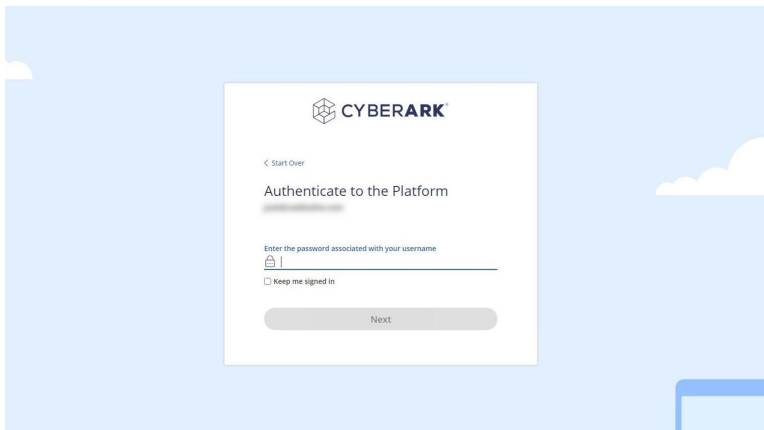 CYBERARK
< Start Over
Authenticate to the Platform
Enter the password associated with your username
Keep me signed in
Next